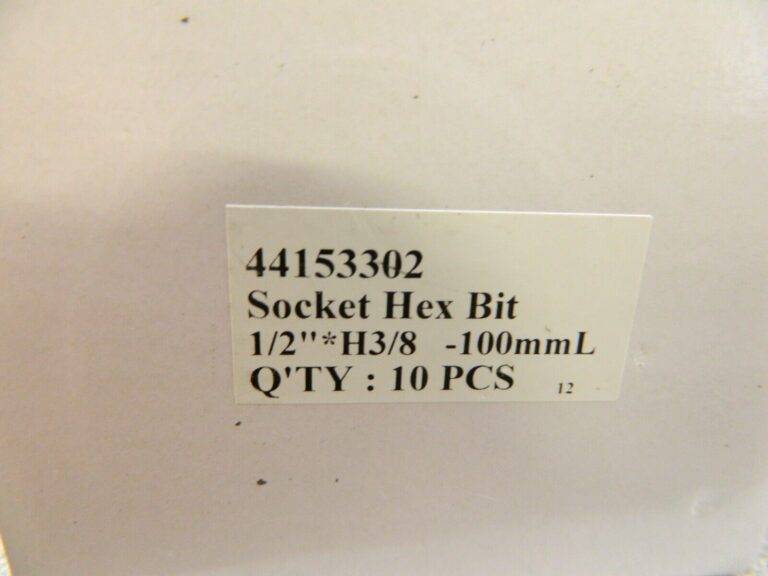 44153302
Socket Hex Bit
1/2"*H3/8 -100mmL
Q'TY : 10 PCS 12